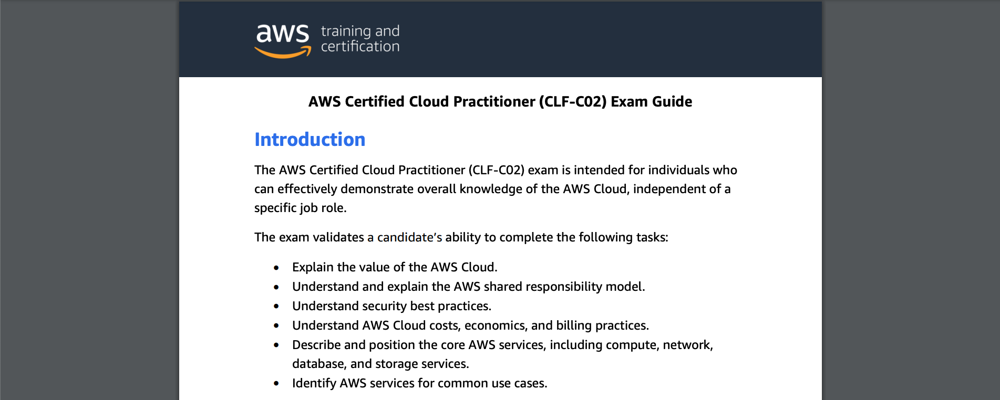 aws training and
certification
AWS Certified Cloud Practitioner (CLF-C02) Exam Guide
Introduction
The AWS Certified Cloud Practitioner (CLF-C02) exam is intended for individuals who
can effectively demonstrate overall knowledge of the AWS Cloud, independent of a
specific job role.
The exam validates a candidate’s ability to complete the following tasks:
• Explain the value of the AWS Cloud.
• Understand and explain the AWS shared responsibility model.
• Understand security best practices.
• Understand AWS Cloud costs, economics, and billing practices.
• Describe and position the core AWS services, including compute, network,
database, and storage services.
• Identify AWS services for common use cases.